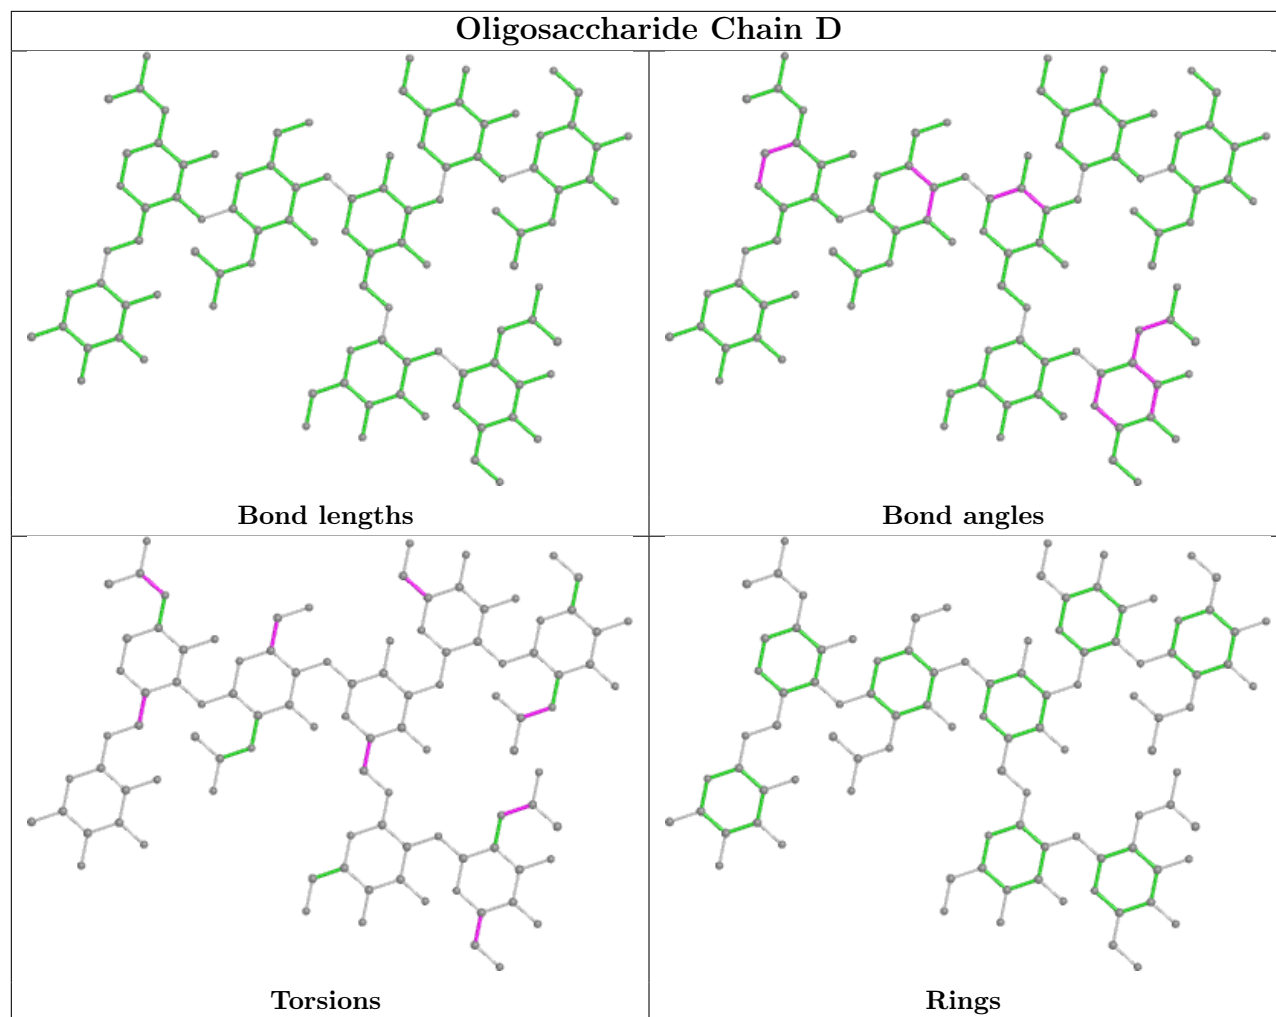 Oligosaccharide Chain D
Bond lengths
Bond angles
Torsions
Rings